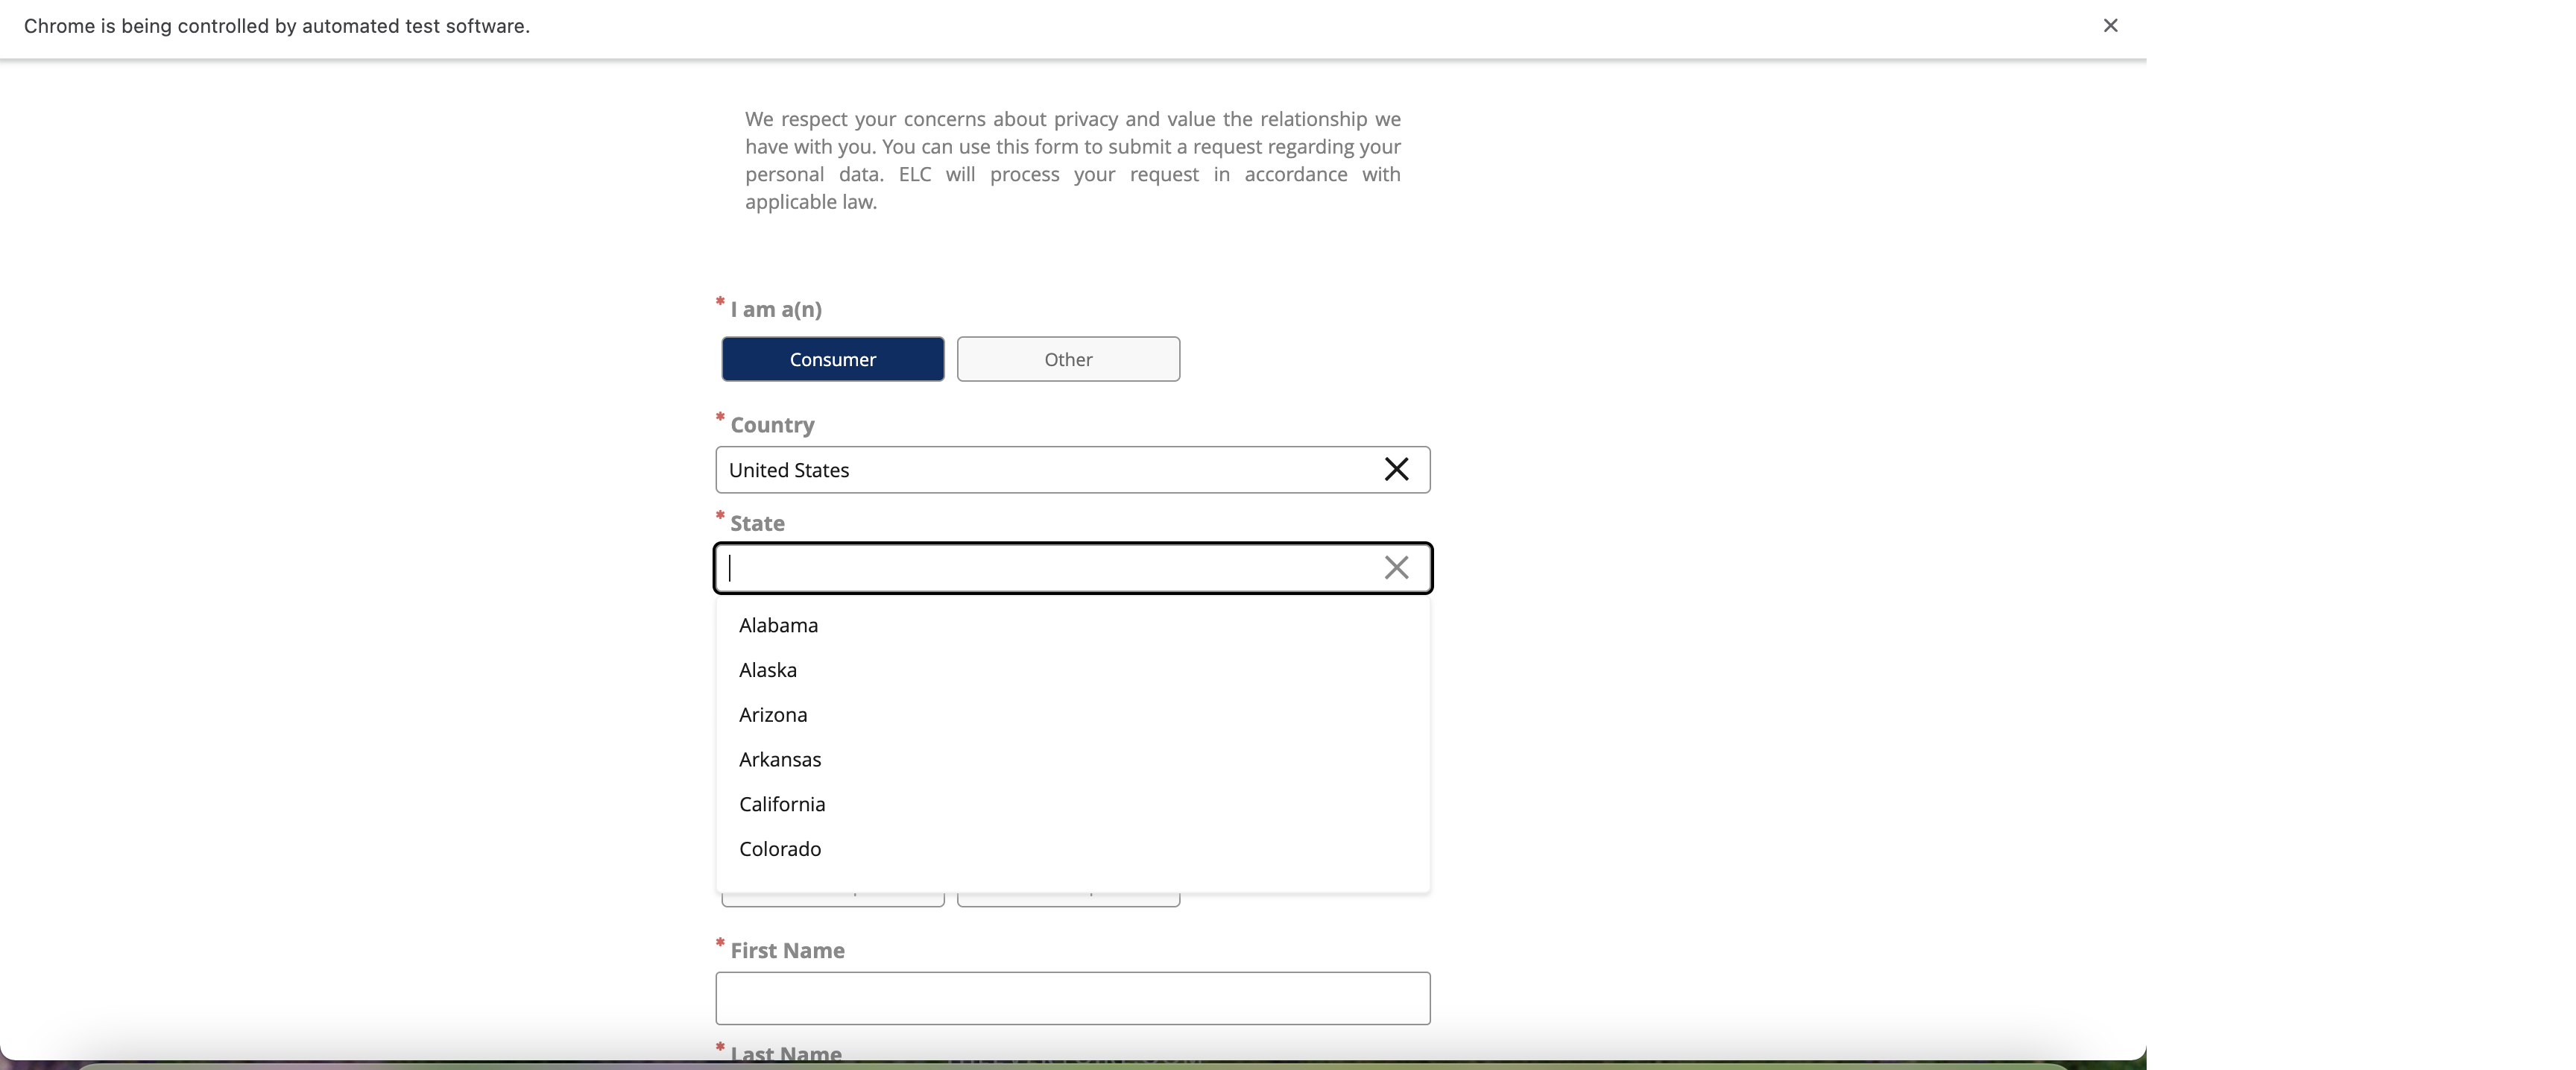 Chrome is being controlled by automated test software.
We respect your concerns about privacy and value the relationship we
have with you. You can use this form to submit a request regarding your
personal data. ELC will process your request in accordance with
applicable law.
* I am a(n)
Consumer Other
* Country
United States
* State
Alabama
Alaska
Arizona
Arkansas
California
Colorado
* First Name
* Last Name